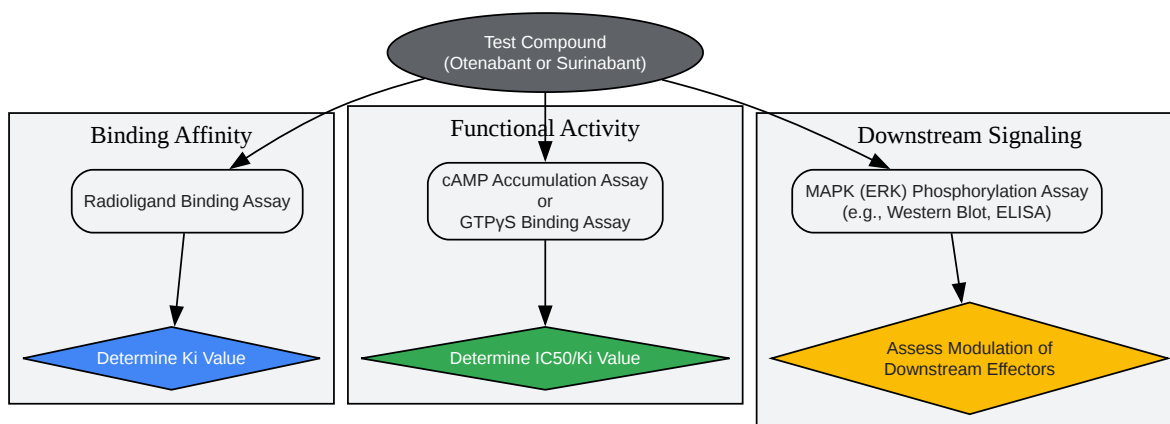 Test Compound
(Otenabant or Surinabant)
Binding Affinity
Radioligand Binding Assay
Determine Ki Value
Functional Activity
cAMP Accumulation Assay
or
GTPγS Binding Assay
Determine IC50/Ki Value
Downstream Signaling
MAPK (ERK) Phosphorylation Assay
(e.g., Western Blot, ELISA)
Assess Modulation of
Downstream Effectors